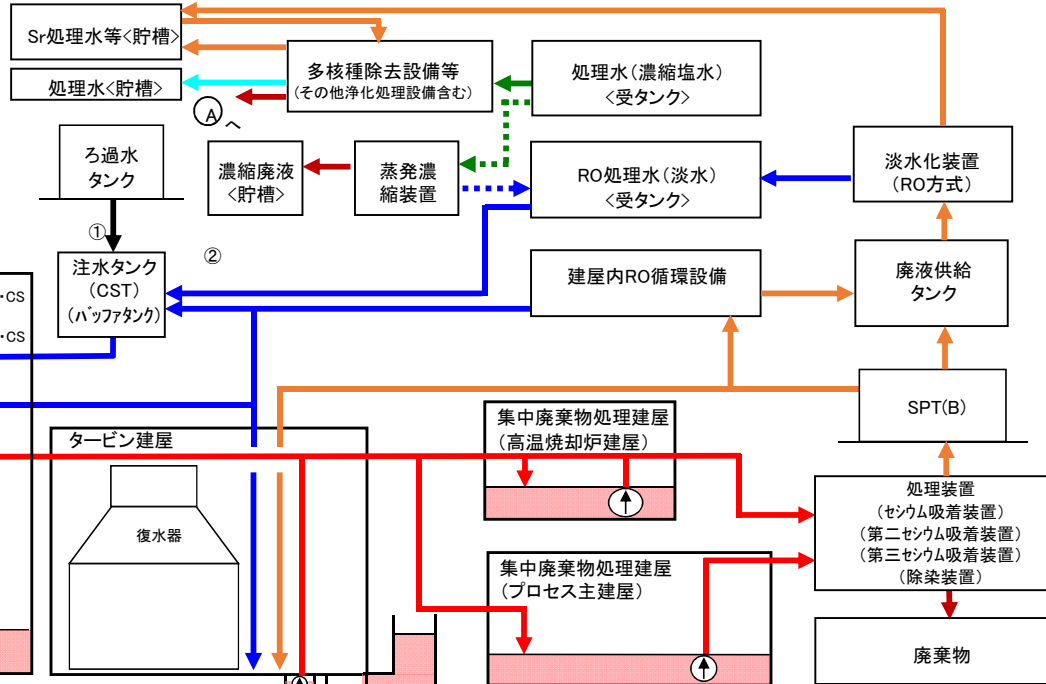 Sr処理水等<貯槽>
処理水<貯槽>
多核種除去設備等
(その他浄化処理設備含む)
A
へ
処理水(濃縮塩水)
<受タンク>
ろ過水
タンク
濃縮廃液
<貯槽>
蒸発濃
縮装置
RO処理水(淡水)
<受タンク>
淡水化装置
(RO方式)
①
②
注水タンク
(CST)
(バッファタンク)
・CS
・CS
建屋内RO循環設備
廃液供給
タンク
SPT(B)
タービン建屋
復水器
集中廃棄物処理建屋
(高温焼却炉建屋)
集中廃棄物処理建屋
(プロセス主建屋)
処理装置
(セシウム吸着装置)
(第二セシウム吸着装置)
(第三セシウム吸着装置)
(除染装置)
廃棄物